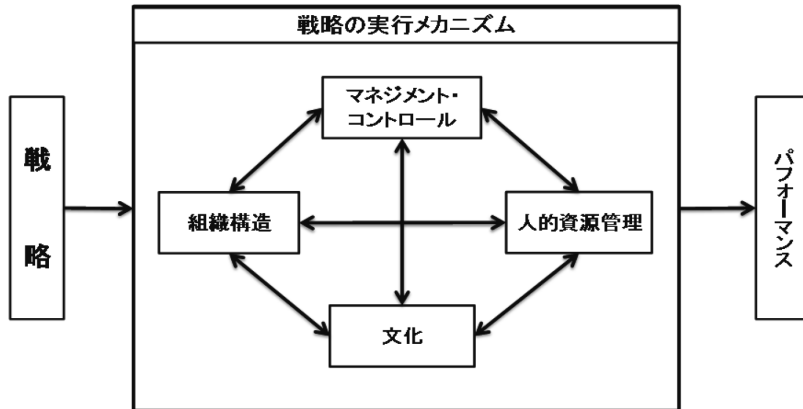 戦略の実行メカニズム
マネジメント・
コントロール
戦略
組織構造
人的資源管理
文化
パフォーマンス